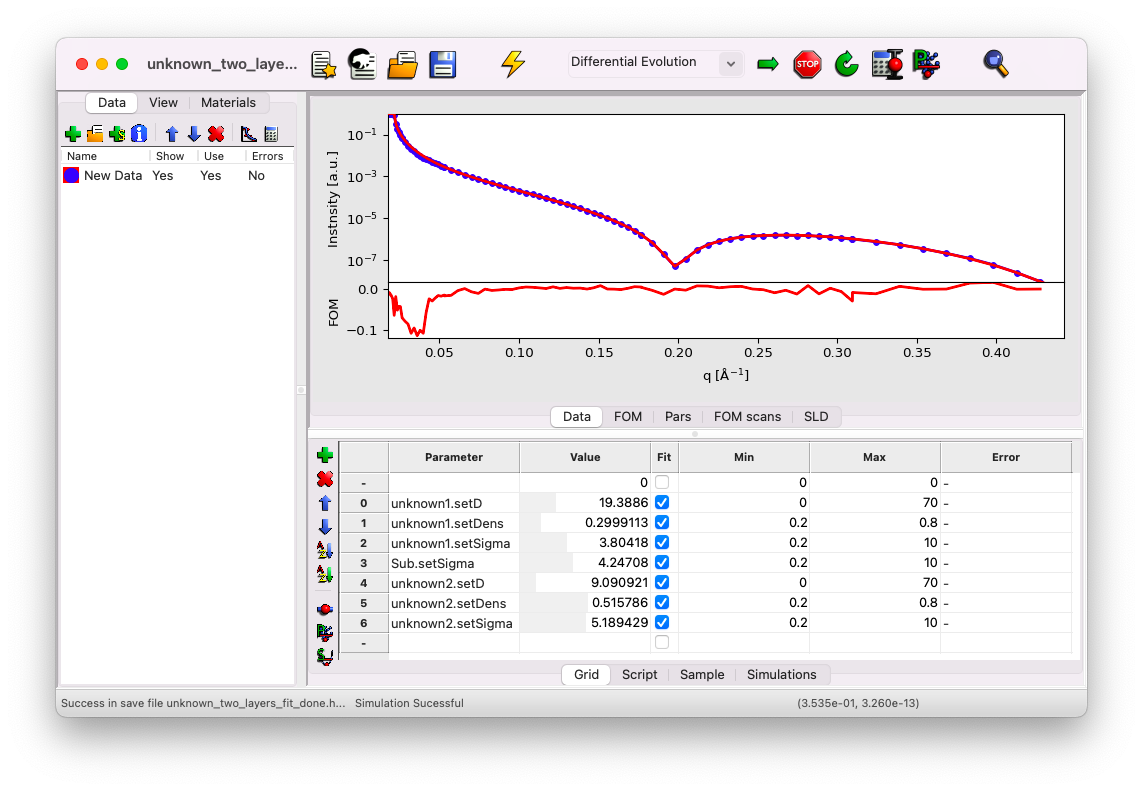 unknown_two_laye...
STOP
Differential Evolution
Data View Materials
Name Show Use Errors
New Data Yes Yes No
10⁻¹
10⁻³
10⁻⁵
10⁻⁷
Instnsity [a.u.]
0.0
−0.1
FOM
0.05 0.10 0.15 0.20 0.25 0.30 0.35 0.40
q [Å⁻¹]
Data FOM Pars FOM scans SLD
Parameter Value Fit Min Max Error
- 0 0 0 -
0 unknown1.setD 19.3886 0 70 -
1 unknown1.setDens 0.2999113 0.2 0.8 -
2 unknown1.setSigma 3.80418 0.2 10 -
3 Sub.setSigma 4.24708 0.2 10 -
4 unknown2.setD 9.090921 0 70 -
5 unknown2.setDens 0.515786 0.2 0.8 -
6 unknown2.setSigma 5.189429 0.2 10 -
-
Grid Script Sample Simulations
Success in save file unknown_two_layers_fit_done.h... Simulation Sucessful (3.535e-01, 3.260e-13)